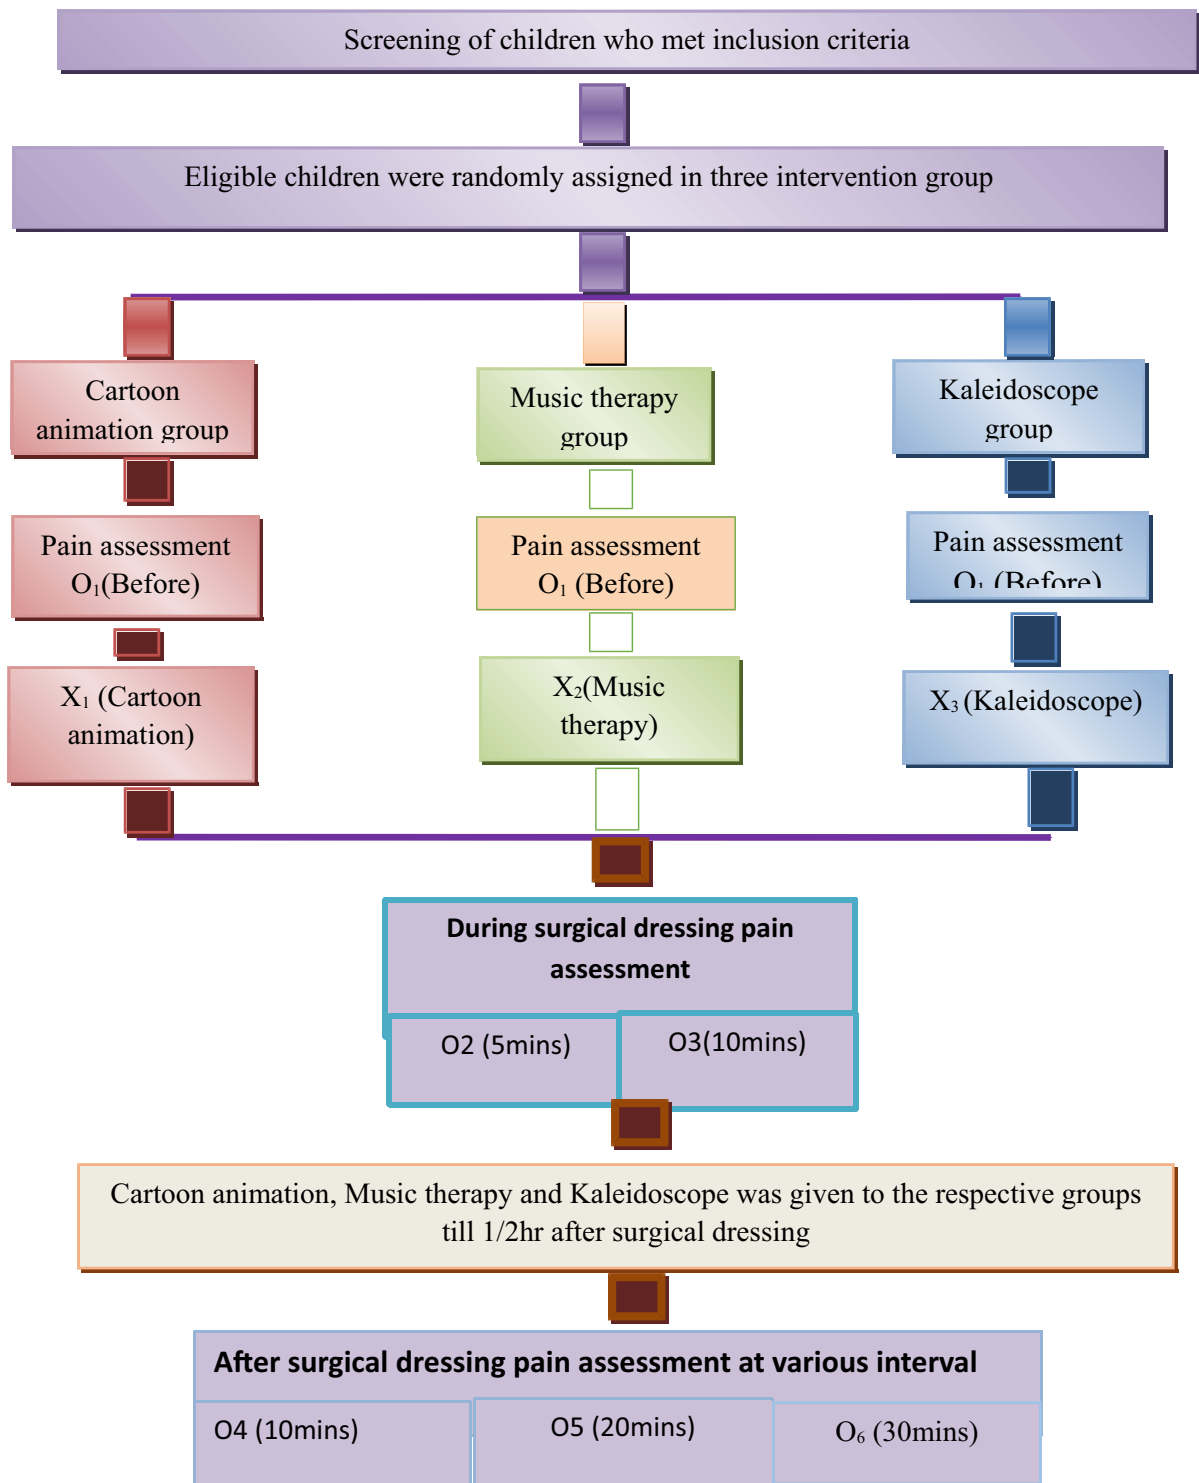 Screening of children who met inclusion criteria
Eligible children were randomly assigned in three intervention group
Cartoon
animation group
Music therapy
group
Kaleidoscope
group
Pain assessment
O₁(Before)
Pain assessment
O₁ (Before)
Pain assessment
O₁ (Before)
X₁ (Cartoon
animation)
X₂(Music
therapy)
X₃ (Kaleidoscope)
During surgical dressing pain
assessment
O2 (5mins)
O3(10mins)
Cartoon animation, Music therapy and Kaleidoscope was given to the respective groups
till 1/2hr after surgical dressing
After surgical dressing pain assessment at various interval
O4 (10mins)
O5 (20mins)
O₆ (30mins)